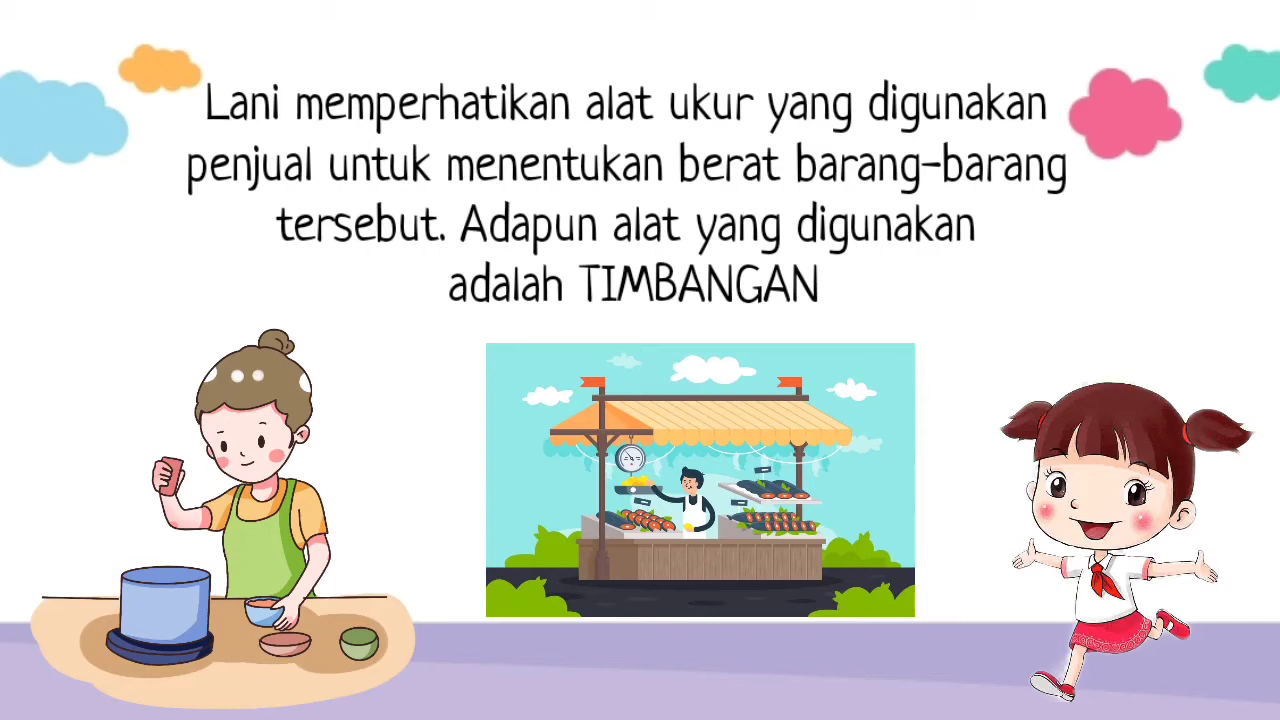 Lani memperhatikan alat ukur yang digunakan
penjual untuk menentukan berat barang-barang
tersebut. Adapun alat yang digunakan
adalah TIMBANGAN